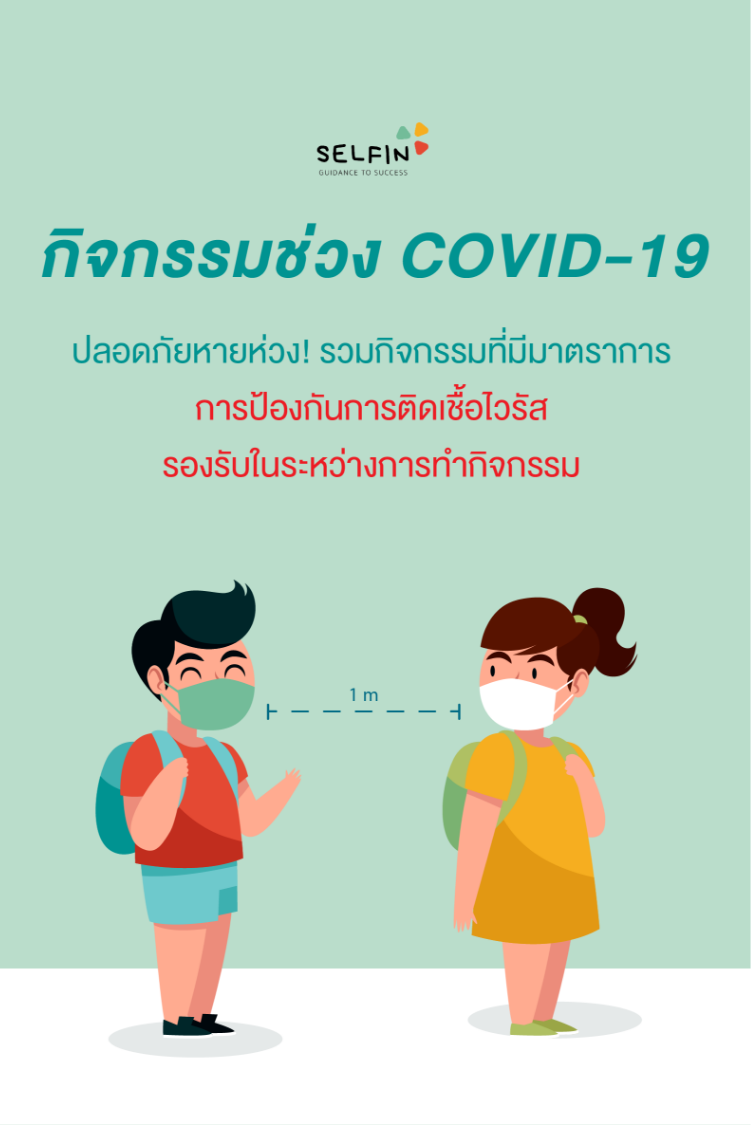 SELFIN
GUIDANCE TO SUCCESS
กิจกรรมช่วง COVID-19
ปลอดภัยหายห่วง! รวมกิจกรรมที่มีมาตราการ
การป้องกันการติดเชื้อไวรัส
รองรับในระหว่างการทำกิจกรรม
1 m